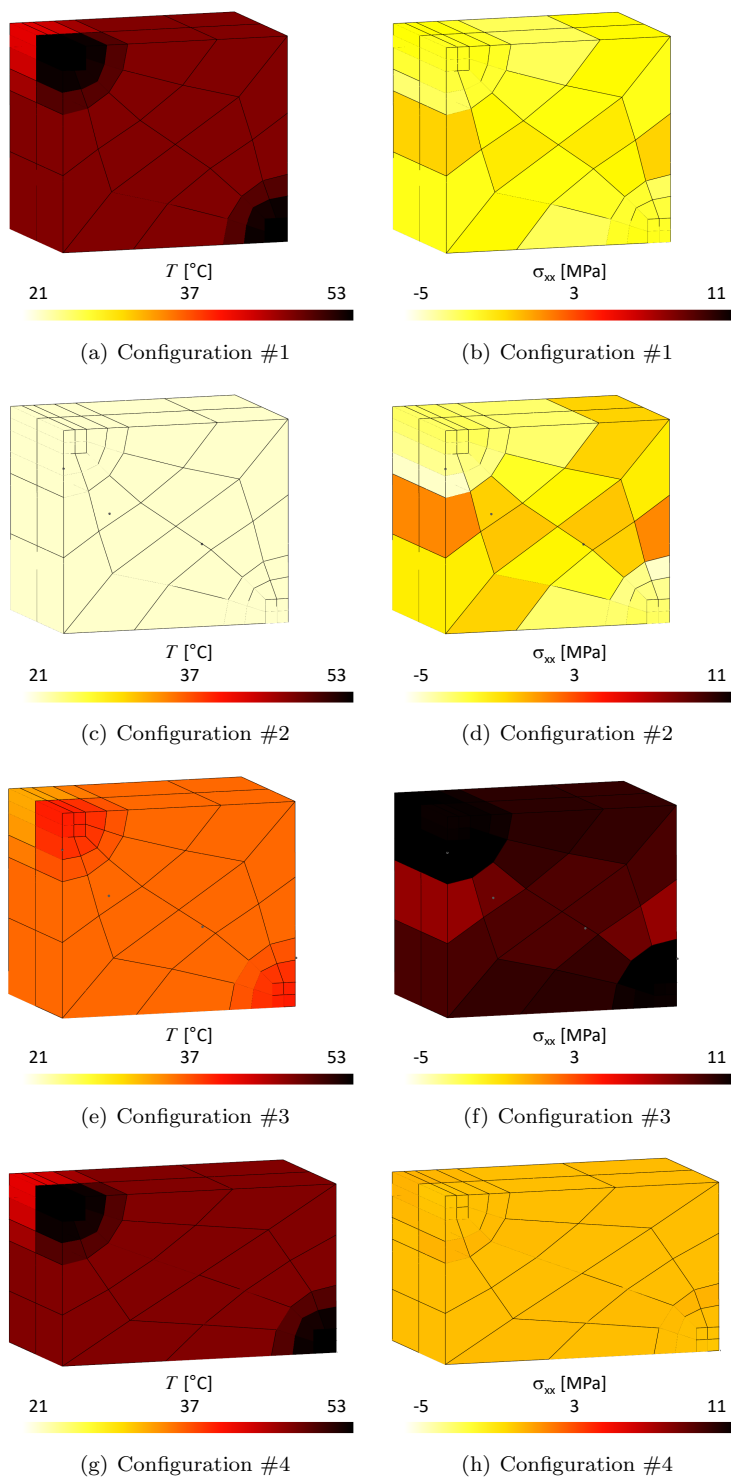 T [°C] σxx [MPa]
21 37 53 -5 3 11
(a) Configuration #1 (b) Configuration #1
T [°C] σxx [MPa]
21 37 53 -5 3 11
(c) Configuration #2 (d) Configuration #2
T [°C] σxx [MPa]
21 37 53 -5 3 11
(e) Configuration #3 (f) Configuration #3
T [°C] σxx [MPa]
21 37 53 -5 3 11
(g) Configuration #4 (h) Configuration #4